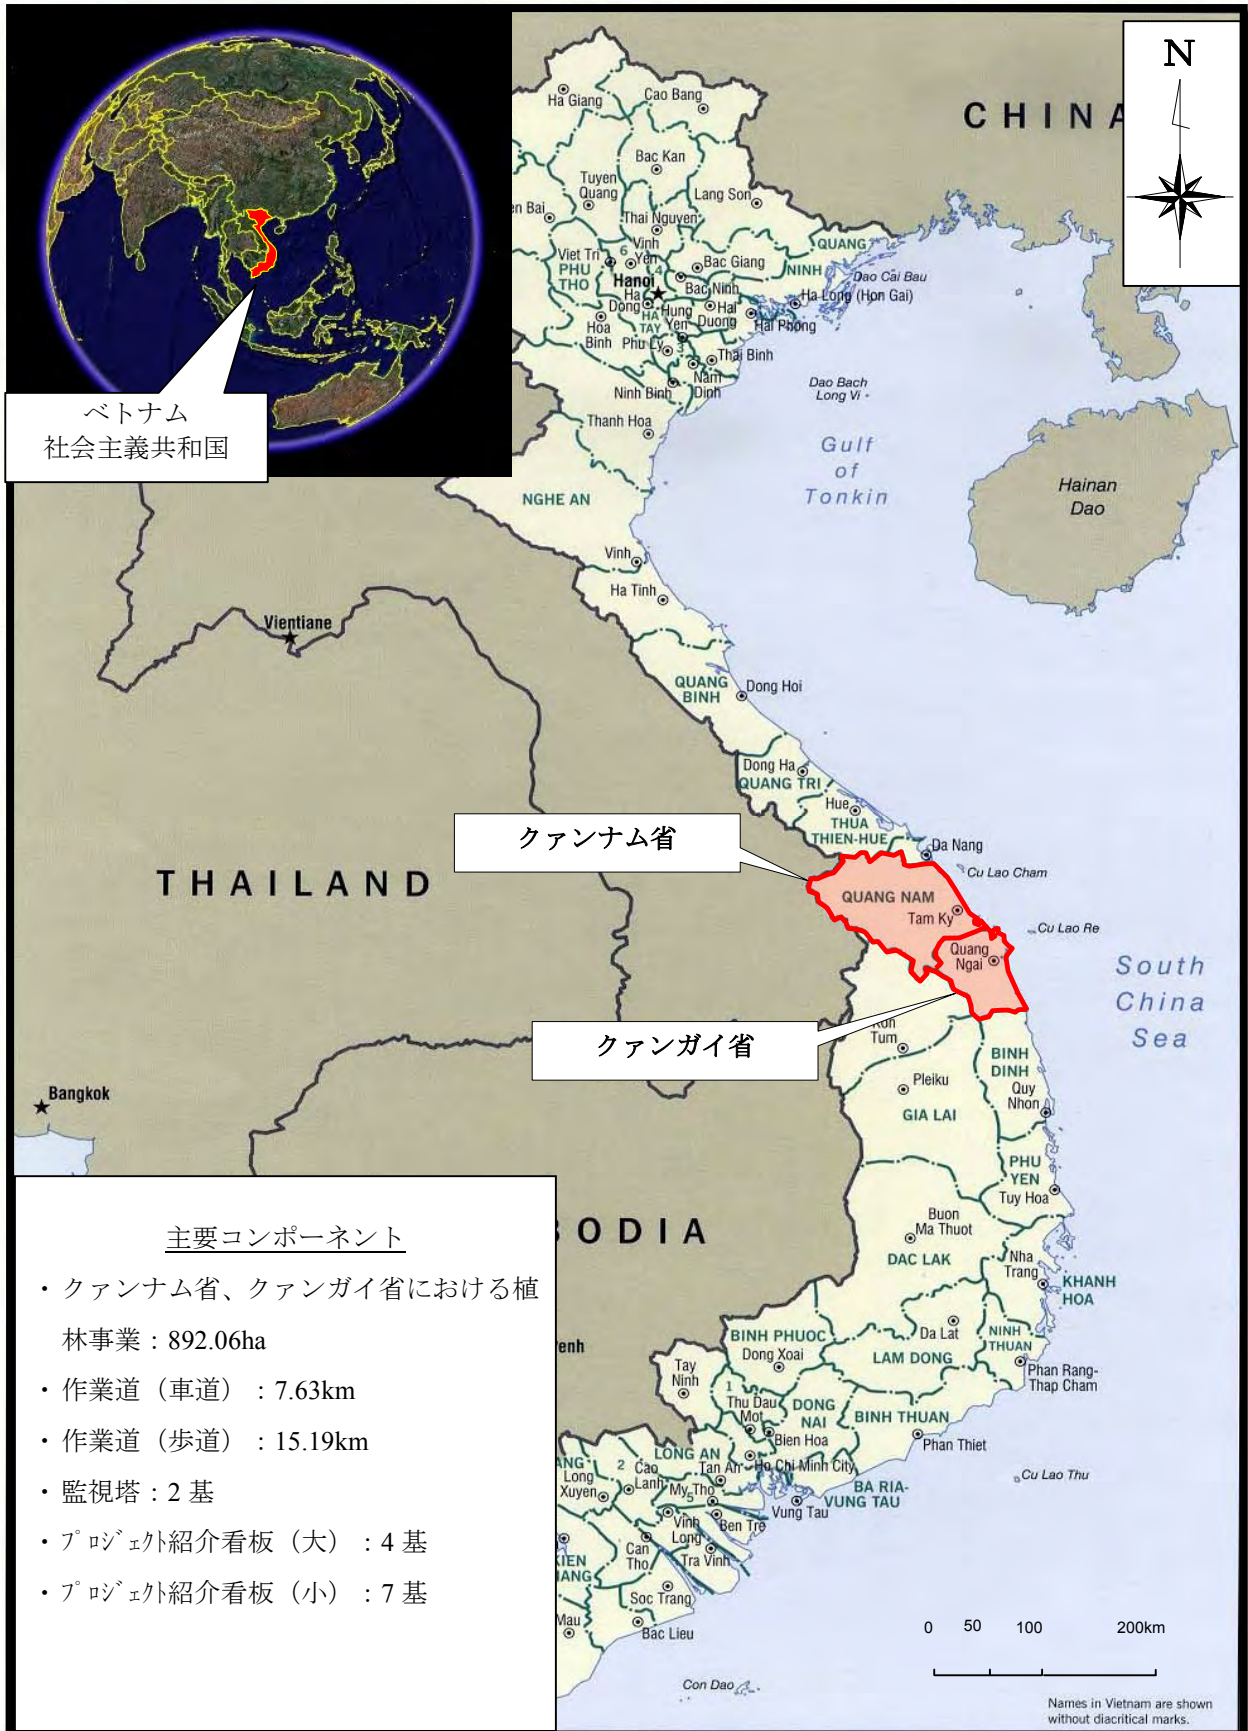 N
CHINA
Ha Giang
Cao Bang
Bac Kan
Tuyen
Quang
Lang Son
en Bai
Thai Nguyen
Vinh
Yen
Viet Tri
6
PHU
THO
4
Bac Giang
QUANG
NINH
Dao Cai Bau
Hanoi
Bac Ninh
Ha Long (Hon Gai)
Ha
Dong
HA
TAY
Hung
Yen
Hai
Duong
Hai Phong
Hoa
Binh
Phu Ly
3
Thai Binh
Ninh Binh
Nam
Dinh
Dao Bach
Long Vi
ベトナム
社会主義共和国
Thanh Hoa
Gulf
of
Tonkin
Hainan
Dao
NGHE AN
Vinh
Ha Tinh
Vientiane
QUANG
BINH
Dong Hoi
Dong Ha
QUANG TRI
Hue
THUA
THIEN-HUE
クァンナム省
Da Nang
Cu Lao Cham
THAILAND
QUANG NAM
Tam Ky
Cu Lao Re
Quang
Ngai
South
China
Sea
クァンガイ省
Kon
Tum
BINH
DINH
Pleiku
Quy
Nhon
GIA LAI
Bangkok
PHU
YEN
Tuy Hoa
BODIA
Buon
Ma Thuot
DAC LAK
Nha
Trang
KHANH
HOA
enh
BINH PHUOC
Dong Xoai
Da Lat
LAM DONG
NINH
THUAN
Tay
Ninh
Phan Rang-
Thap Cham
1
Thu Dau
Mot
DONG
NAI
BINH THUAN
Bien Hoa
Phan Thiet
LONG AN
Tan An
Ho Chi Minh City
ANG
Long
Xuyen
2
Cao
Lanh
My Tho
5
BA RIA-
VUNG TAU
Vung Tau
Cu Lao Thu
Vinh
Long
Ben Tre
Can
Tho
Tra Vinh
KIEN
IANG
Soc Trang
Mau
Bac Lieu
Con Dao
主要コンポーネント
・クァンナム省、クァンガイ省における植
林事業：892.06ha
・作業道（車道）：7.63km
・作業道（歩道）：15.19km
・監視塔：2 基
・ﾌﾟﾛｼﾞｪｸﾄ紹介看板（大）：4 基
・ﾌﾟﾛｼﾞｪｸﾄ紹介看板（小）：7 基
0 50 100 200km
Names in Vietnam are shown
without diacritical marks.